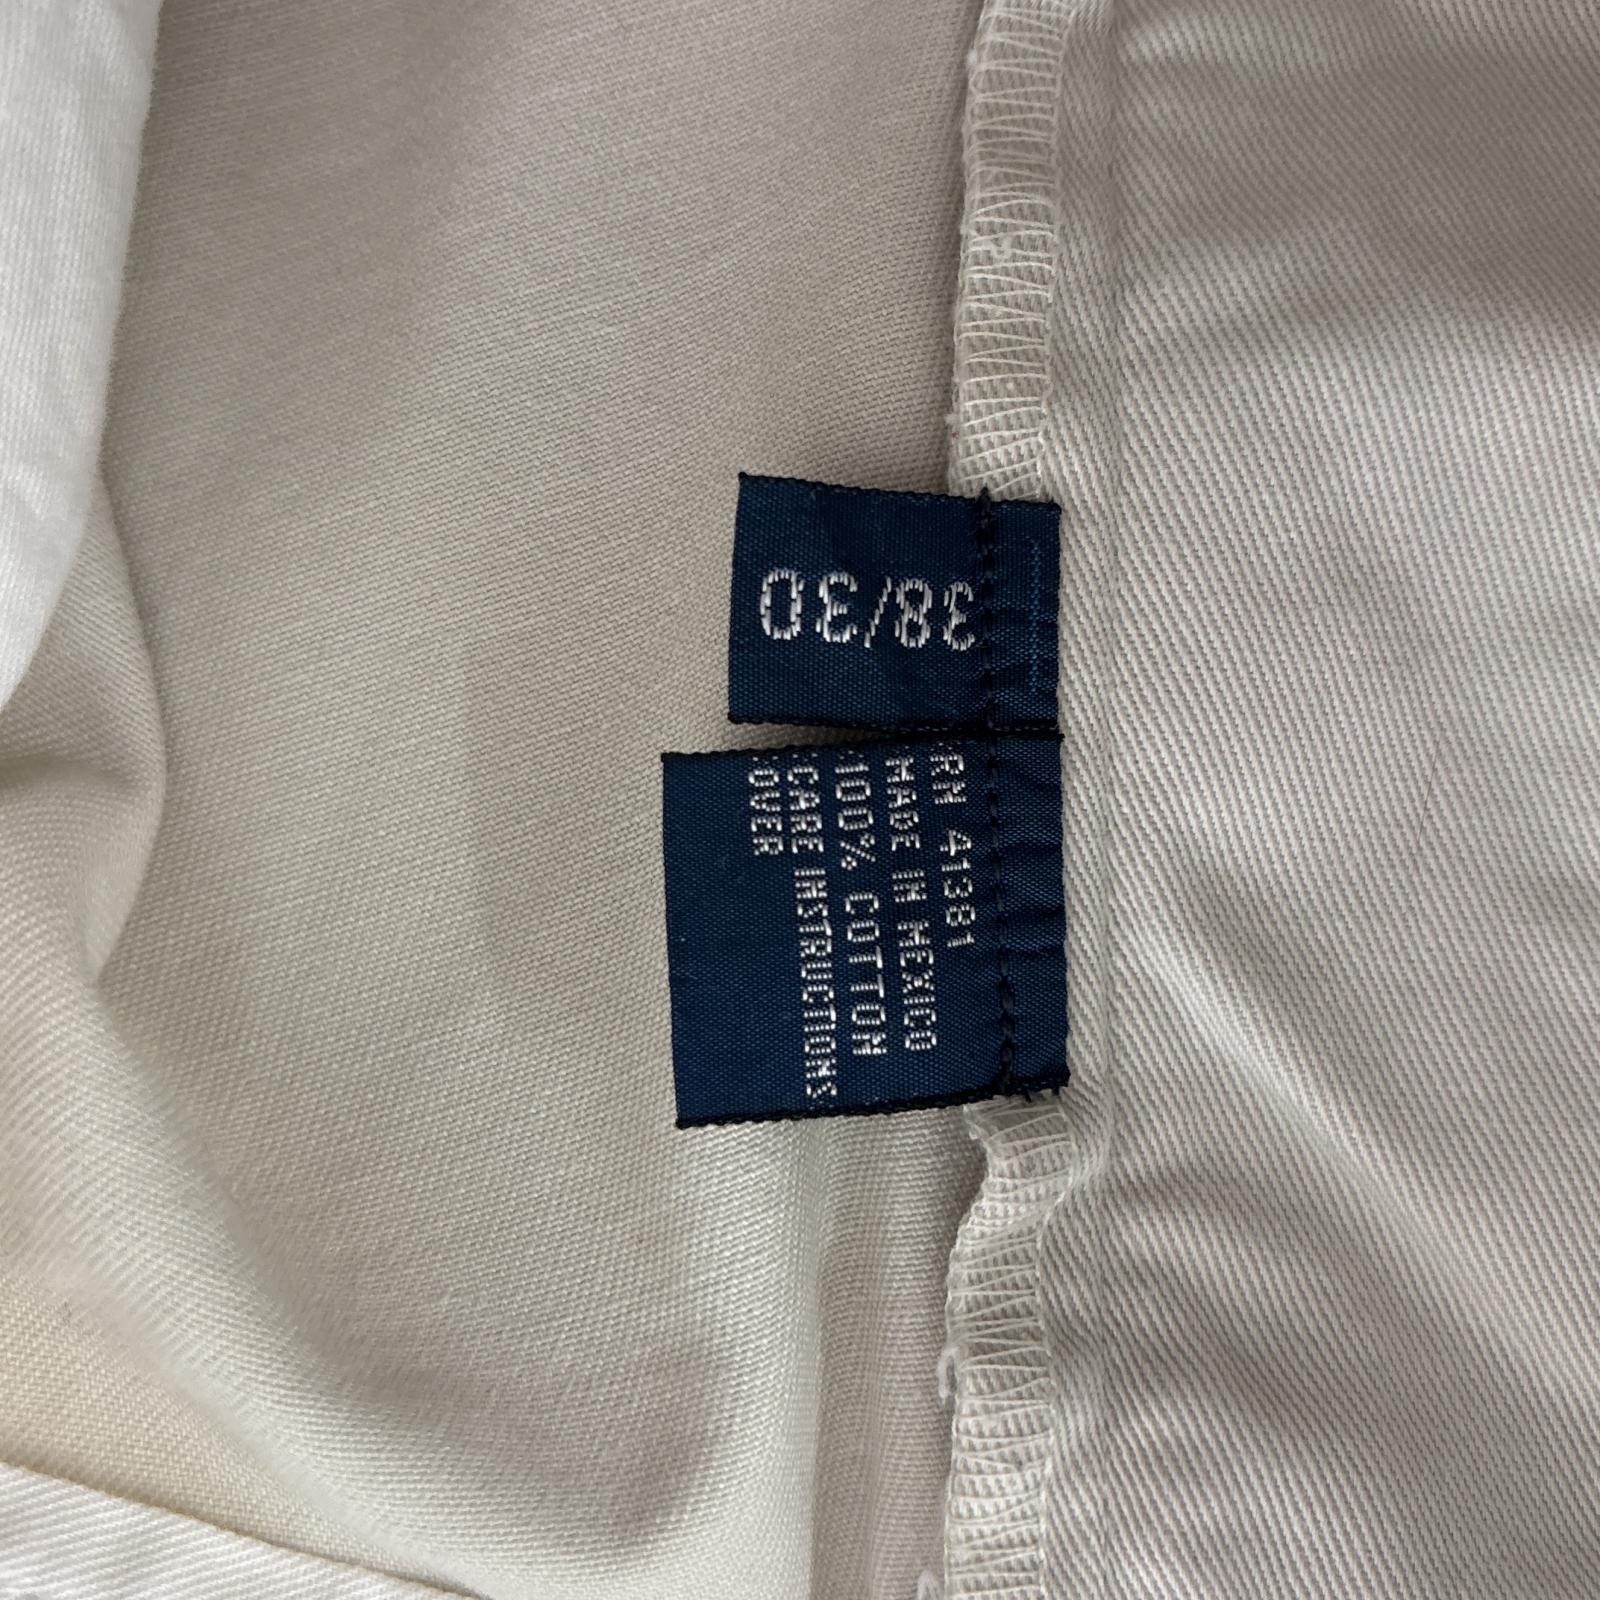 38/30
RN 41381
MADE IN MEXICO
100% COTTON
CARE INSTRUCTIONS
OVER